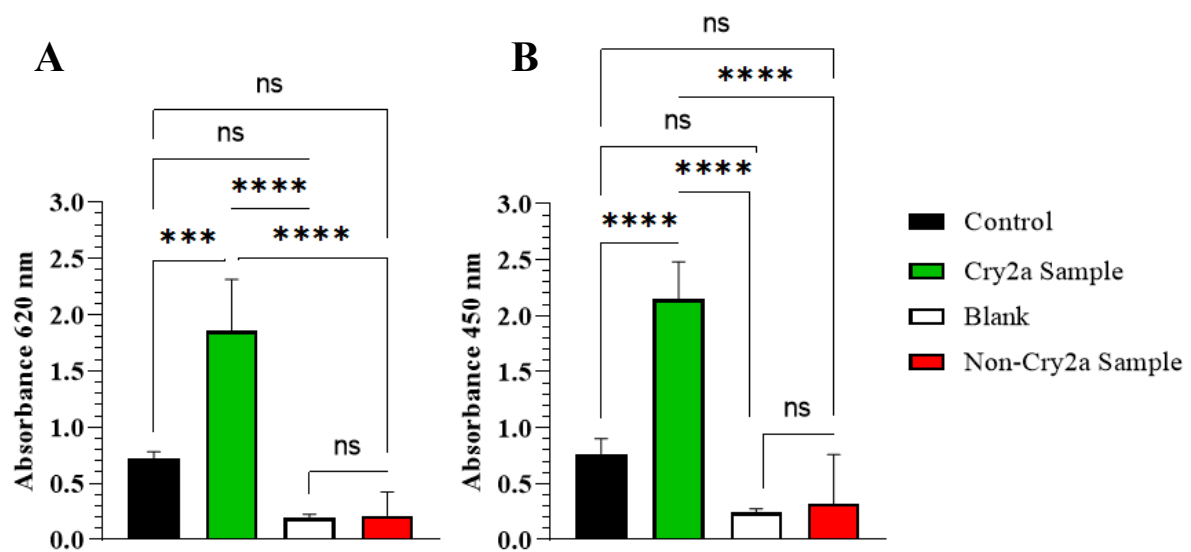 A
ns
ns
****
*** ****
3.0
2.5
2.0
1.5
1.0
0.5
0.0
Absorbance 620 nm
ns
B
ns
****
ns
****
****
3.0
2.5
2.0
1.5
1.0
0.5
0.0
Absorbance 450 nm
ns
Control
Cry2a Sample
Blank
Non-Cry2a Sample